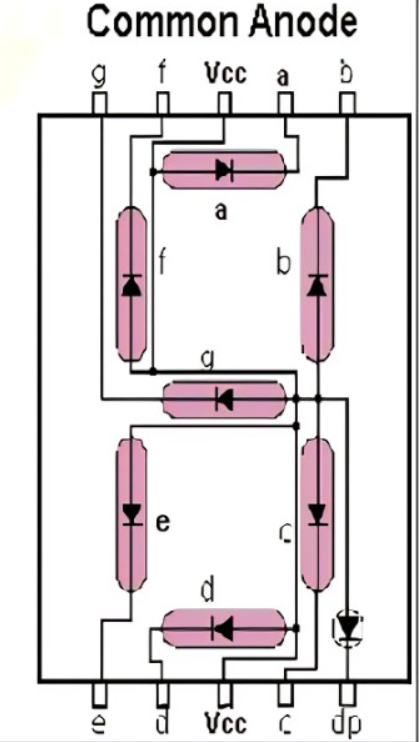 Common Anode
g f Vcc a b
a
f b
g
e c
d
e d Vcc c dp